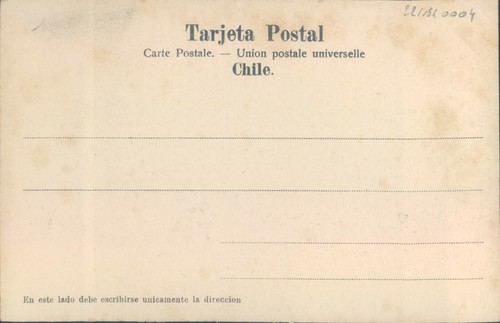 Tarjeta Postal
Carte Postale. — Union postale universelle
Chile.
En este lado debe escribirse unicamente la direccion